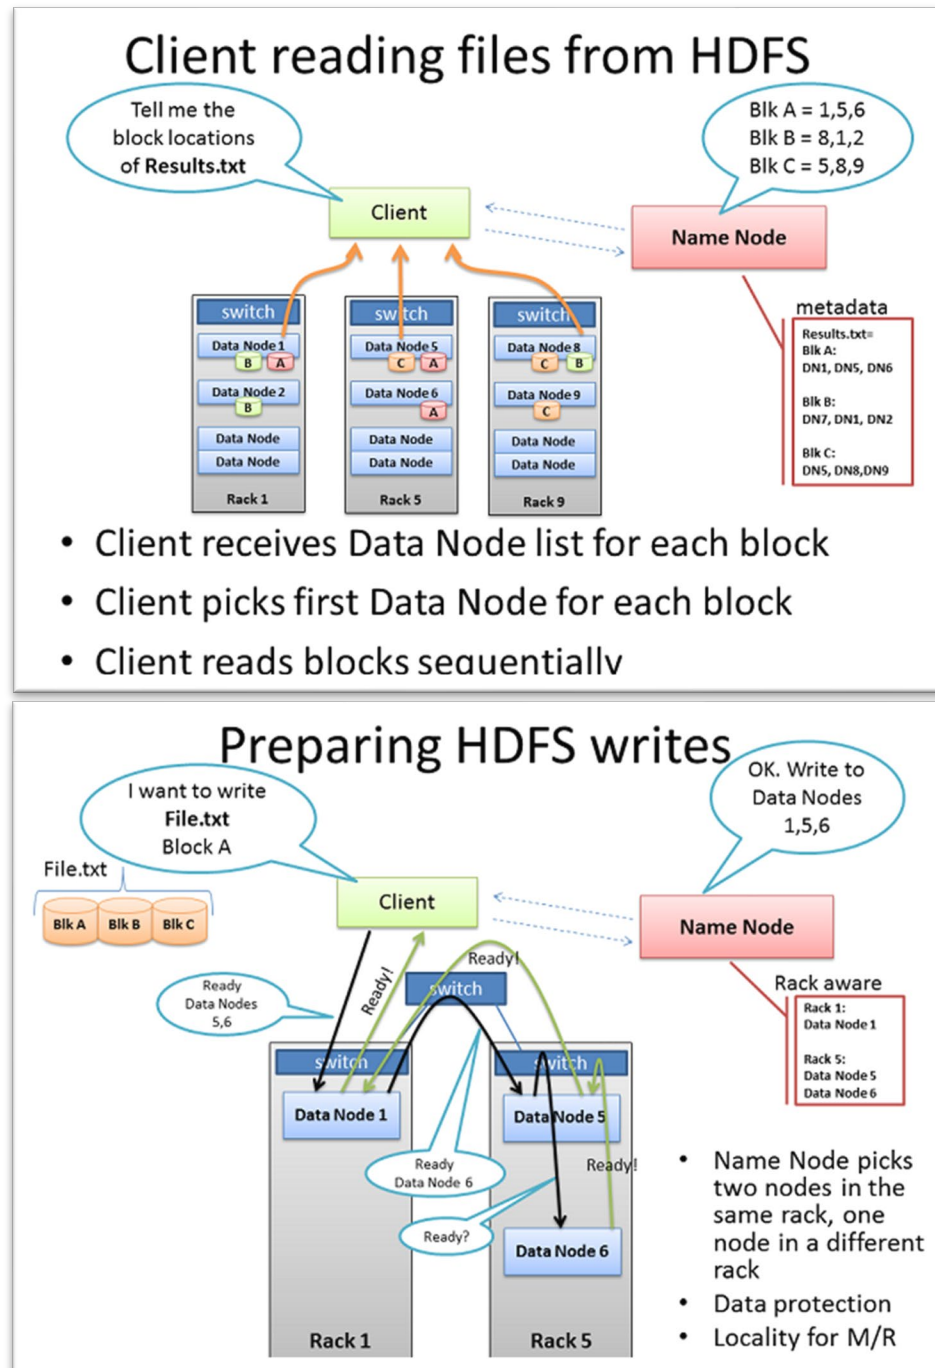 Client reading files from HDFS
Tell me the
block locations
of Results.txt
Blk A = 1,5,6
Blk B = 8,1,2
Blk C = 5,8,9
Client
Name Node
metadata
Results.txt=
Blk A:
DN1, DN5, DN6
Blk B:
DN7, DN1, DN2
Blk C:
DN5, DN8,DN9
switch
Data Node 1
B
A
Data Node 2
B
Data Node
Data Node
Rack 1
switch
Data Node 5
C
A
Data Node 6
A
Data Node
Data Node
Rack 5
switch
Data Node 8
C
B
Data Node 9
C
Data Node
Data Node
Rack 9
• Client receives Data Node list for each block
• Client picks first Data Node for each block
• Client reads blocks sequentially
Preparing HDFS writes
I want to write
File.txt
Block A
OK. Write to
Data Nodes
1,5,6
File.txt
Blk A
Blk B
Blk C
Client
Name Node
Rack aware
Rack 1:
Data Node 1
Rack 5:
Data Node 5
Data Node 6
Ready
Data Nodes
5,6
Ready!
Ready!
switch
switch
switch
Data Node 1
Data Node 5
Ready
Data Node 6
Ready!
Ready?
Data Node 6
Rack 1
Rack 5
• Name Node picks
two nodes in the
same rack, one
node in a different
rack
• Data protection
• Locality for M/R